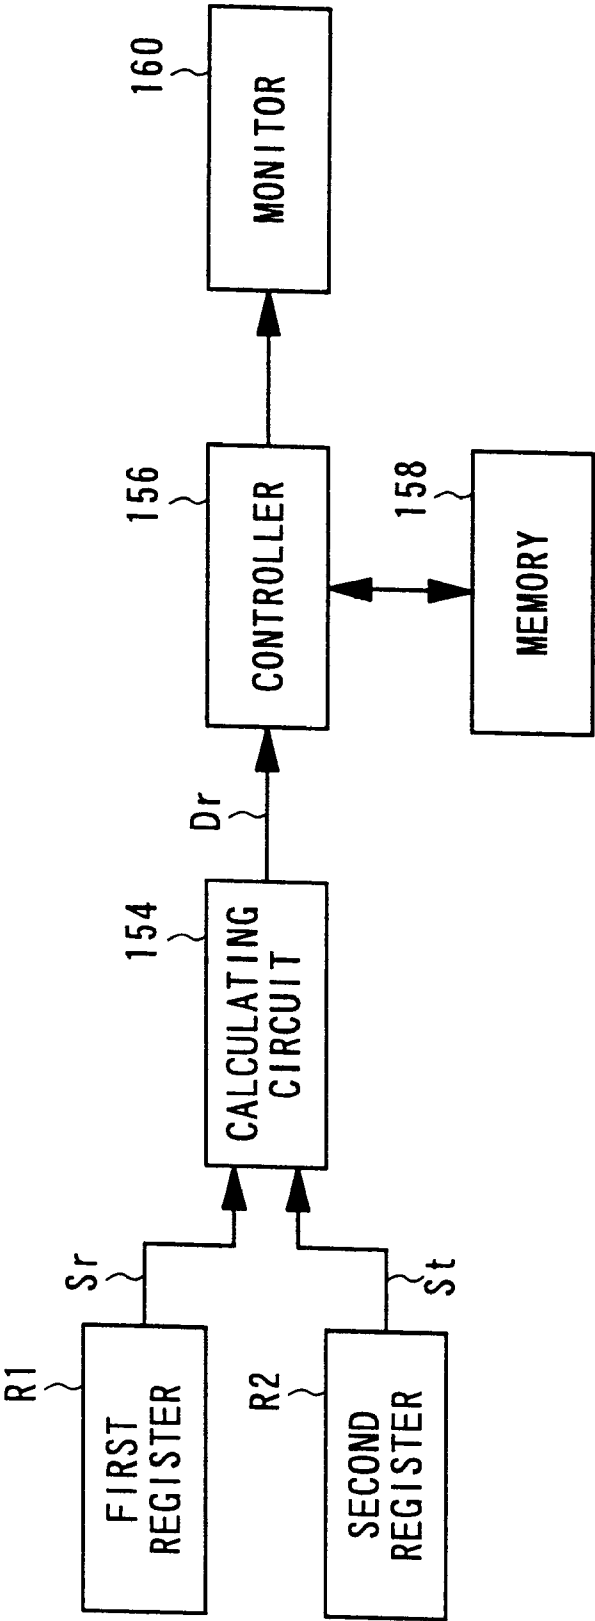 R1
FIRST
REGISTER
Sr
R2
SECOND
REGISTER
St
154
CALCULATING
CIRCUIT
Dr
156
CONTROLLER
158
MEMORY
160
MONITOR